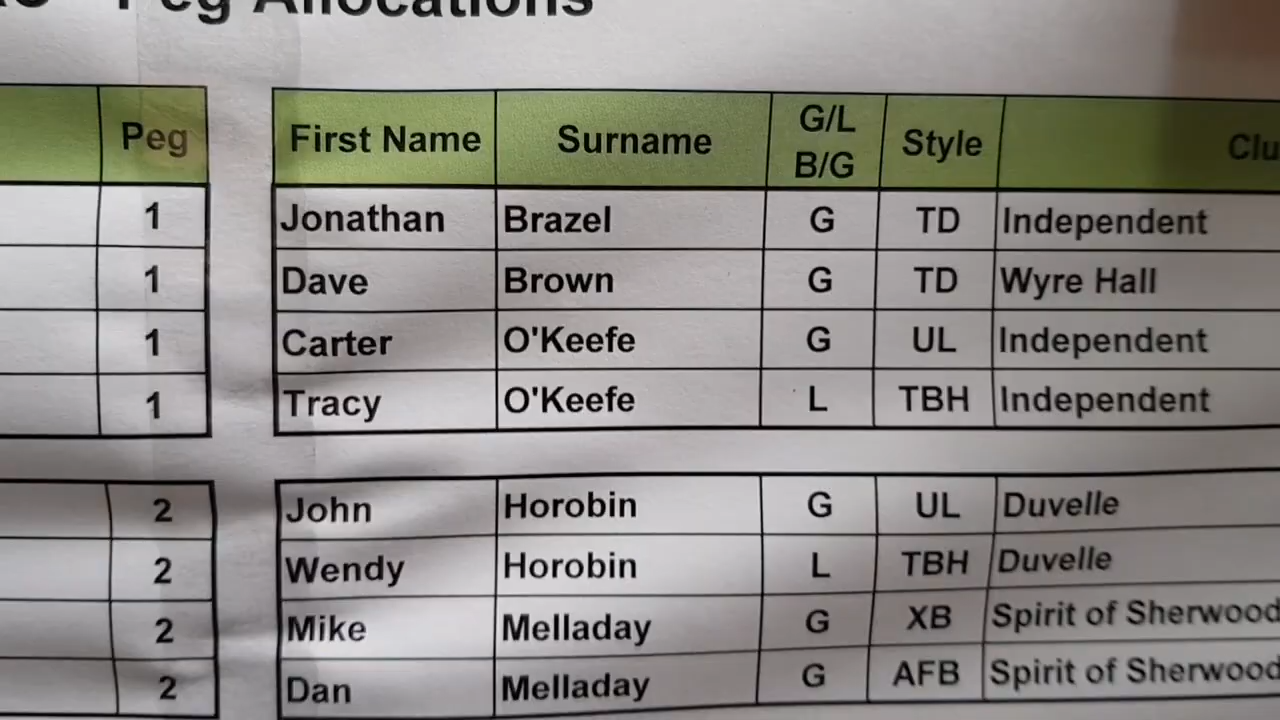 Peg Allocations
Peg First Name Surname G/L B/G Style
1 Jonathan Brazel G TD Independent
1 Dave Brown G TD Wyre Hall
1 Carter O'Keefe G UL Independent
1 Tracy O'Keefe L TBH Independent
2 John Horobin G UL Duvelle
2 Wendy Horobin L TBH Duvelle
2 Mike Melladay G XB Spirit of Sherwood
2 Dan Melladay G AFB Spirit of Sherwood